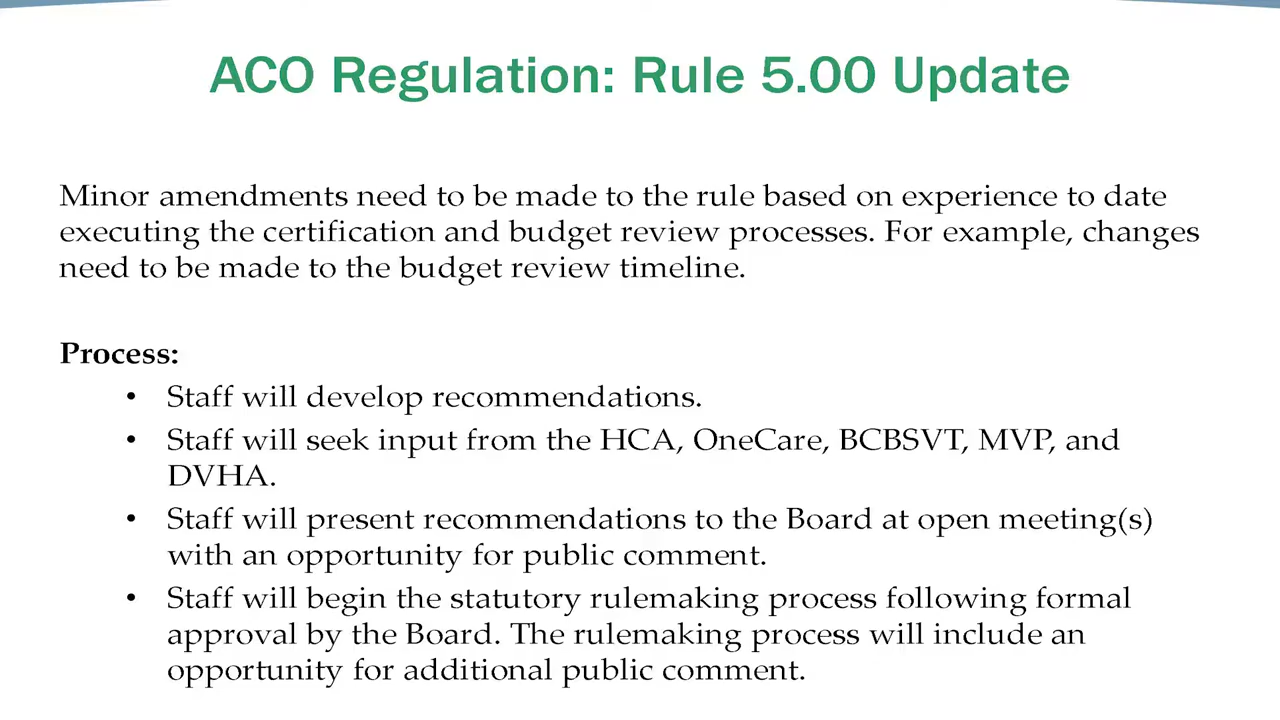 ACO Regulation: Rule 5.00 Update
Minor amendments need to be made to the rule based on experience to date
executing the certification and budget review processes. For example, changes
need to be made to the budget review timeline.
Process:
• Staff will develop recommendations.
• Staff will seek input from the HCA, OneCare, BCBSVT, MVP, and
DVHA.
• Staff will present recommendations to the Board at open meeting(s)
with an opportunity for public comment.
• Staff will begin the statutory rulemaking process following formal
approval by the Board. The rulemaking process will include an
opportunity for additional public comment.